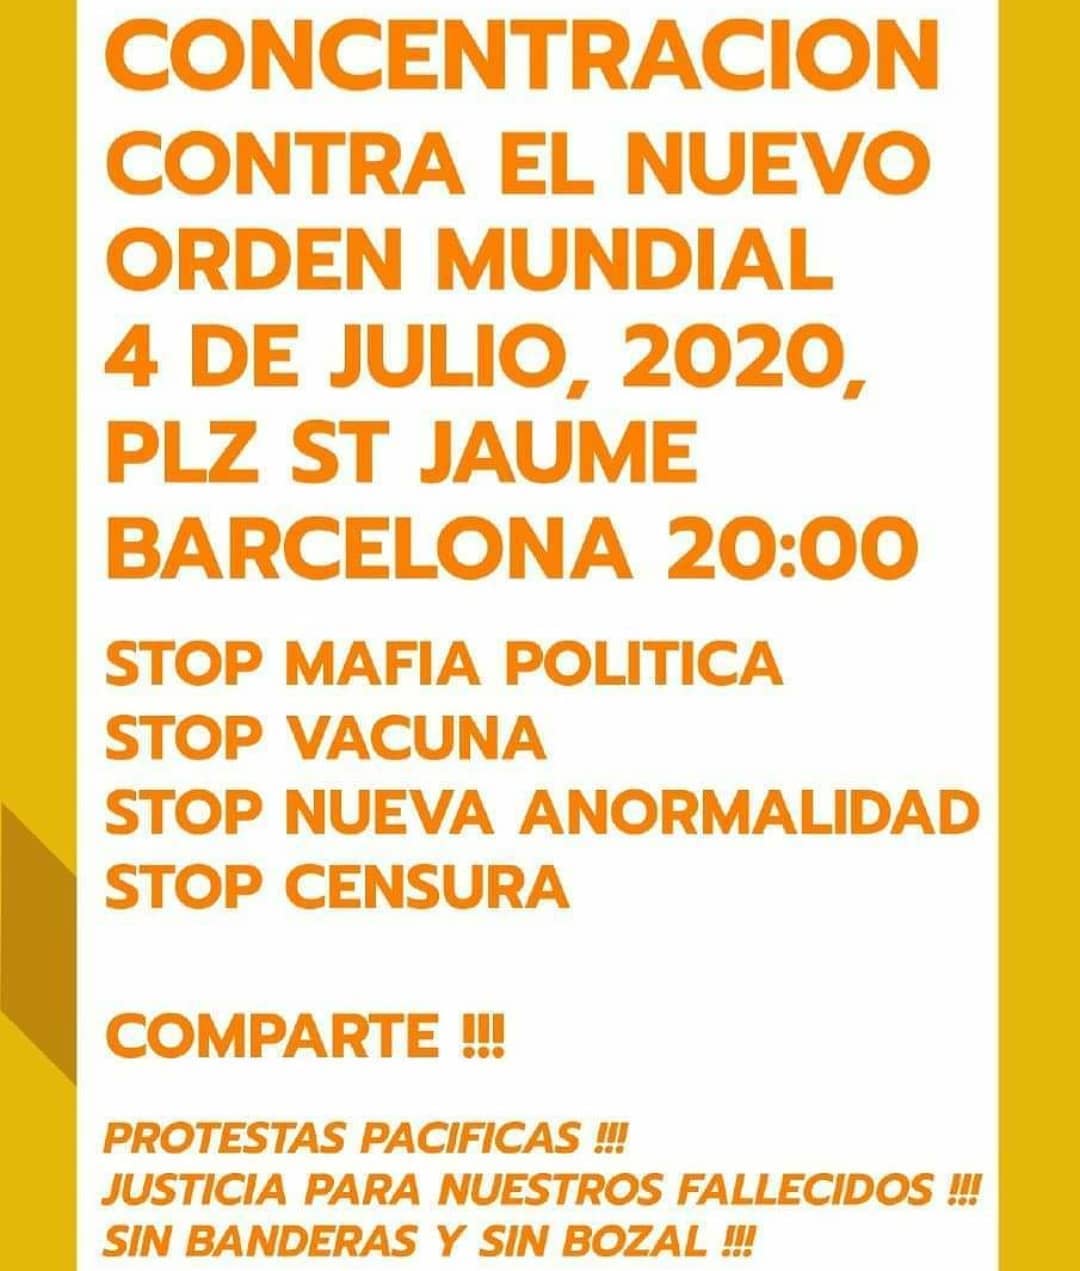 CONCENTRACION
CONTRA EL NUEVO
ORDEN MUNDIAL
4 DE JULIO, 2020,
PLZ ST JAUME
BARCELONA 20:00
STOP MAFIA POLITICA
STOP VACUNA
STOP NUEVA ANORMALIDAD
STOP CENSURA
COMPARTE !!!
PROTESTAS PACIFICAS !!!
JUSTICIA PARA NUESTROS FALLECIDOS !!!
SIN BANDERAS Y SIN BOZAL !!!